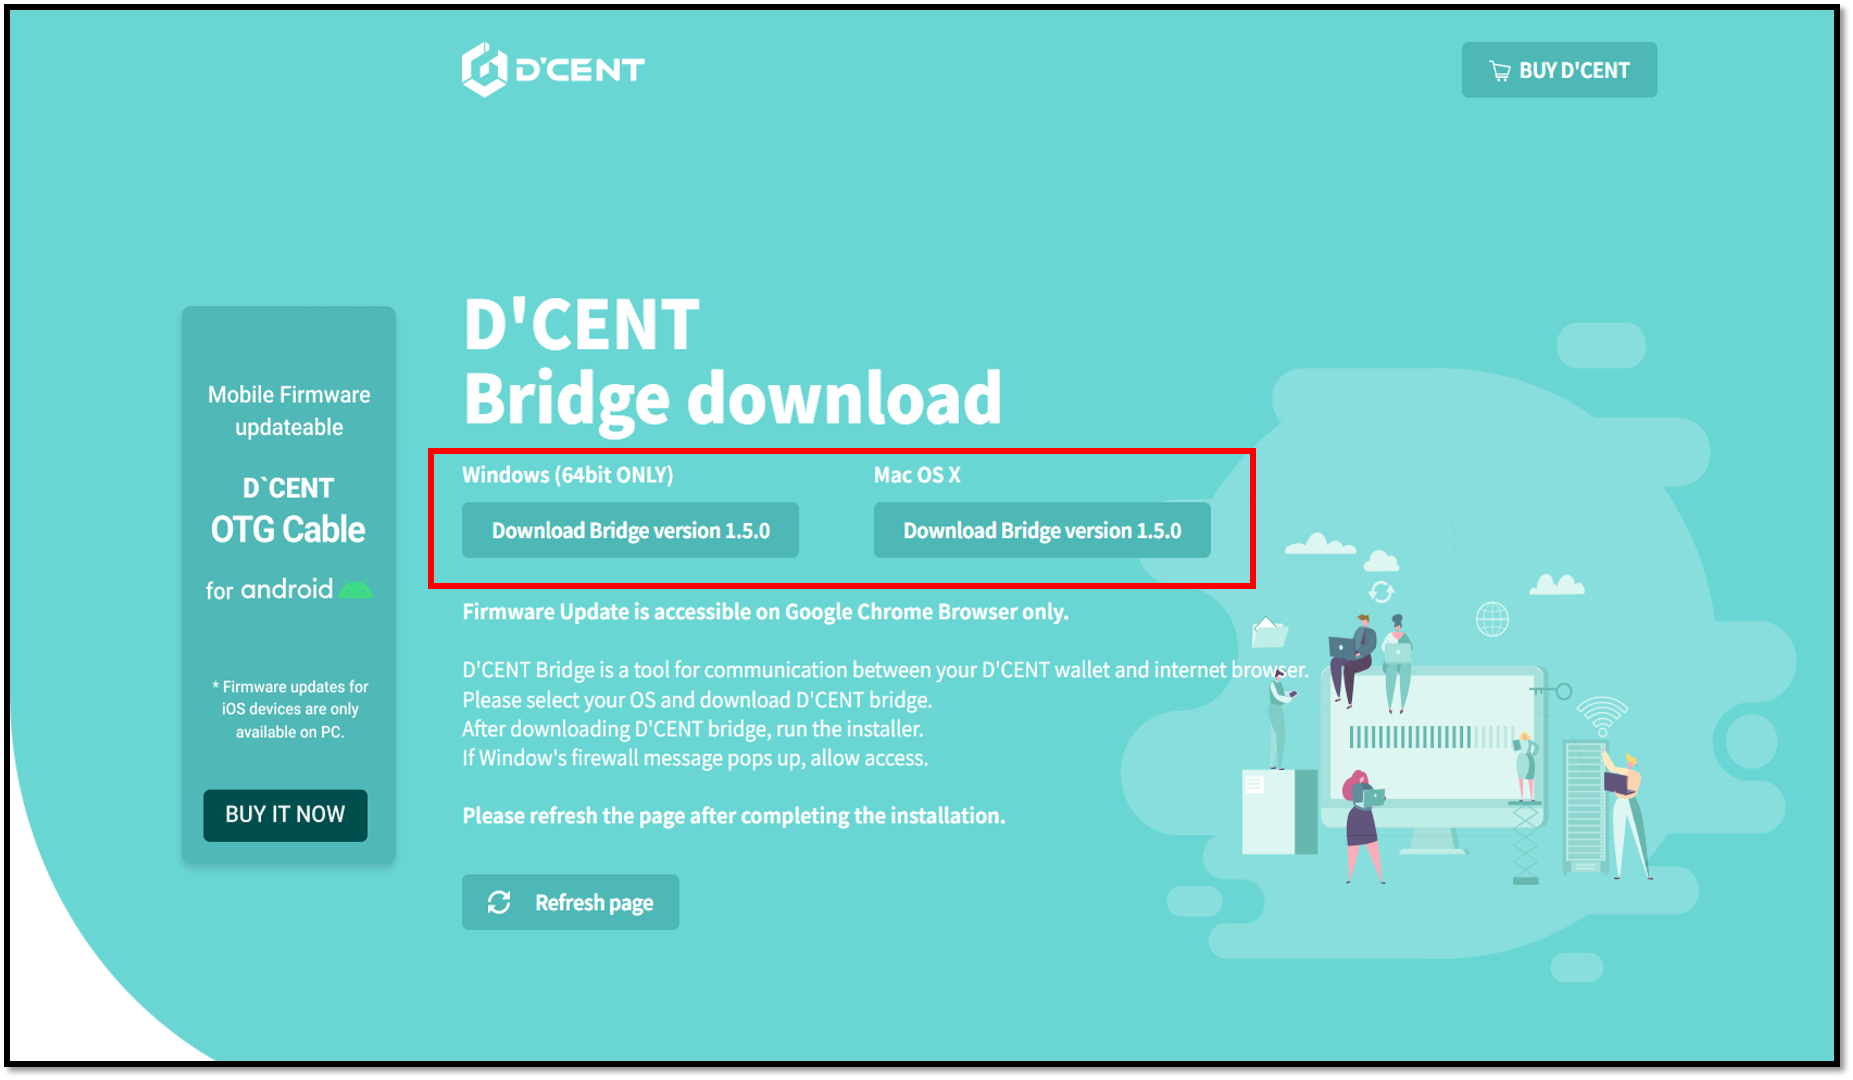 D'CENT
BUY D'CENT
Mobile Firmware
updateable
D`CENT
OTG Cable
for android
* Firmware updates for
iOS devices are only
available on PC.
BUY IT NOW
D'CENT
Bridge download
Windows (64bit ONLY)
Download Bridge version 1.5.0
Mac OS X
Download Bridge version 1.5.0
Firmware Update is accessible on Google Chrome Browser only.
D'CENT Bridge is a tool for communication between your D'CENT wallet and internet browser.
Please select your OS and download D'CENT bridge.
After downloading D'CENT bridge, run the installer.
If Window's firewall message pops up, allow access.
Please refresh the page after completing the installation.
Refresh page